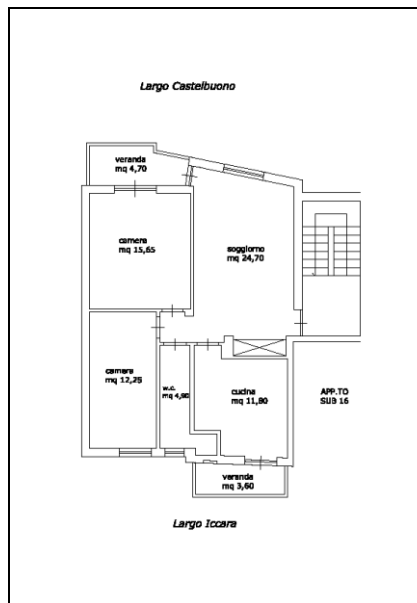 Largo Castelbuono
veranda
mq 4,70
camera
mq 15,65
soggiorno
mq 24,70
camera
mq 12,25
w.c.
mq 4,90
cucina
mq 11,80
APP.TO
SUB 16
veranda
mq 3,60
Largo Iccara